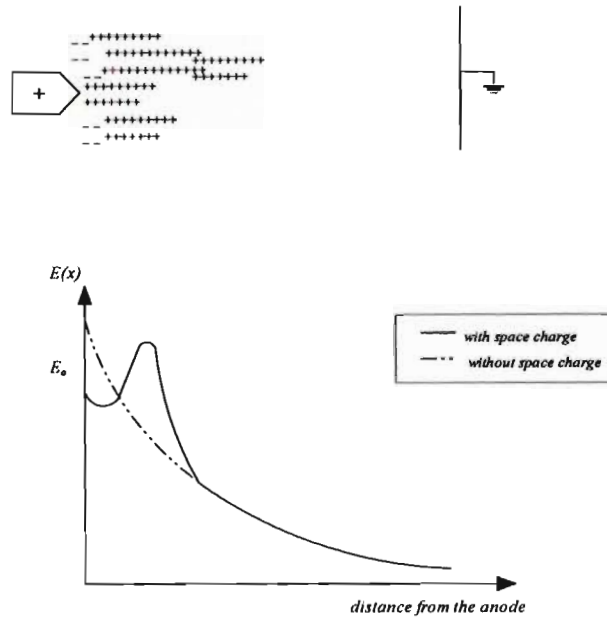 +
E(x)
E₀
with space charge
without space charge
distance from the anode